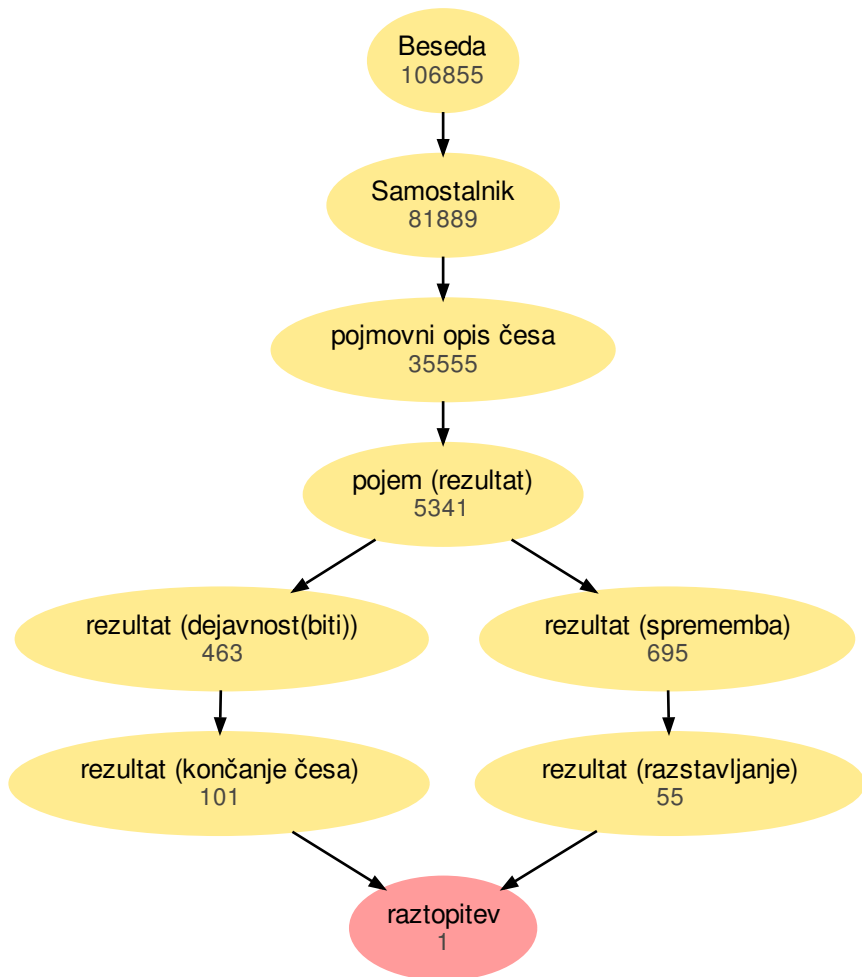 Beseda
106855
Samostalnik
81889
pojmovni opis česa
35555
pojem (rezultat)
5341
rezultat (dejavnost(biti))
463
rezultat (sprememba)
695
rezultat (končanje česa)
101
rezultat (razstavljanje)
55
raztopitev
1